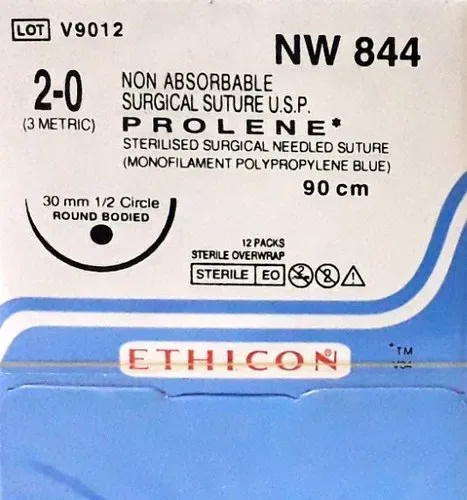 LOT V9012
NW 844
2-0
(3 METRIC)
NON ABSORBABLE
SURGICAL SUTURE U.S.P.
PROLENE*
STERILISED SURGICAL NEEDLED SUTURE
(MONOFILAMENT POLYPROPYLENE BLUE)
90 cm
30 mm 1/2 Circle
ROUND BODIED
12 PACKS
STERILE OVERWRAP
STERILE EO
ETHICON
*TM